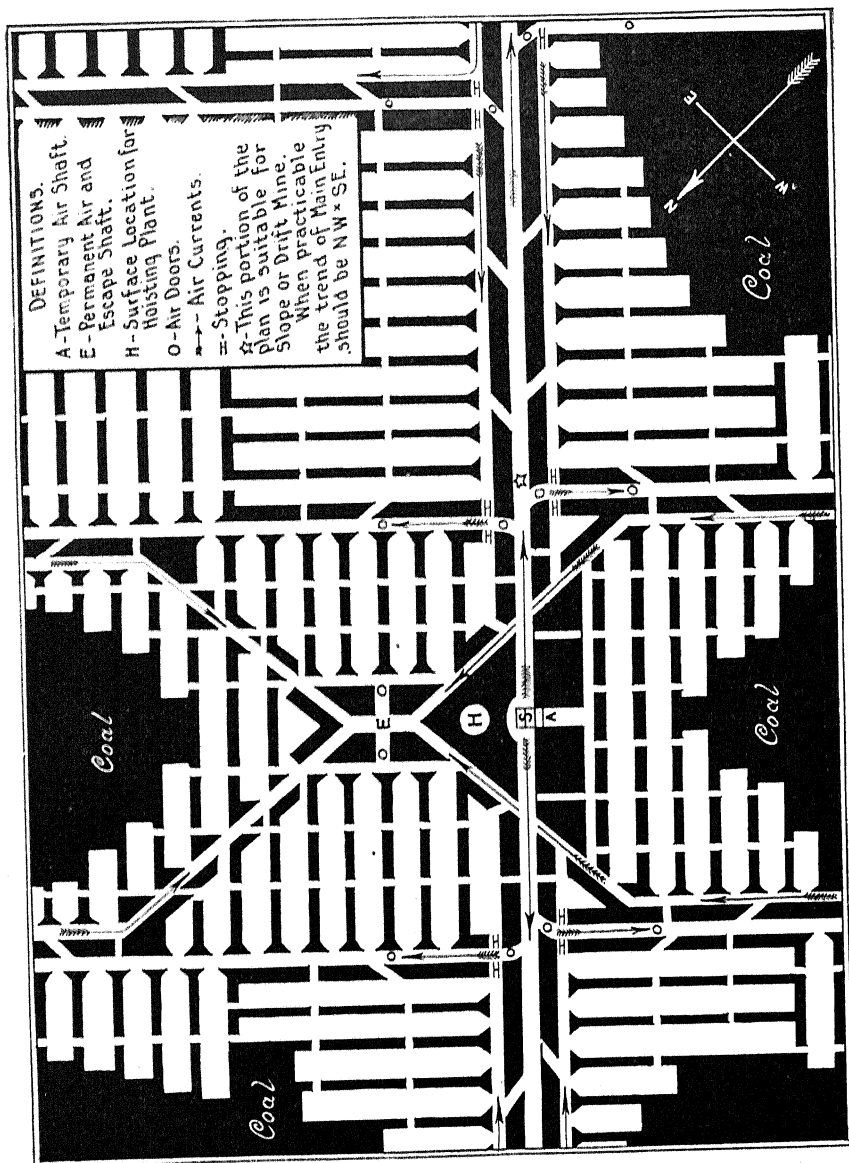 DEFINITIONS.
A-Temporary Air Shaft.
E-Permanent Air and
Escape Shaft.
H-Surface Location for
Hoisting Plant.
O-Air Doors.
- Air Currents.
= - Stopping.
☆-This portion of the
plan is suitable for
Slope or Drift Mine.
When practicable
the trend of Main Entry
should be N W × SE.
N
E
W
Coal
Coal
Coal
Coal
E
H
S
A